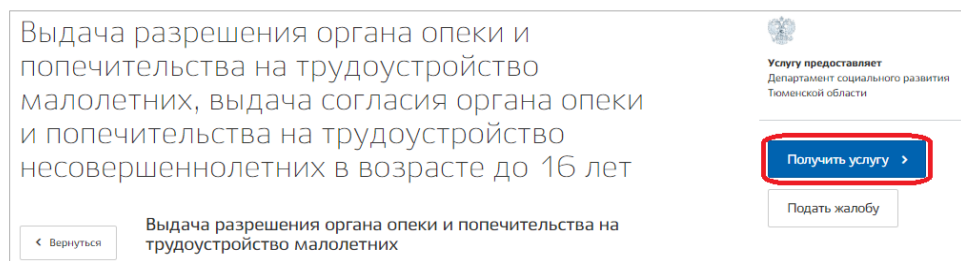 Выдача разрешения органа опеки и
попечительства на трудоустройство
малолетних, выдача согласия органа опеки
и попечительства на трудоустройство
несовершеннолетних в возрасте до 16 лет
Вернуться
Выдача разрешения органа опеки и попечительства на
трудоустройство малолетних
Услугу предоставляет
Департамент социального развития
Тюменской области
Получить услугу
Подать жалобу